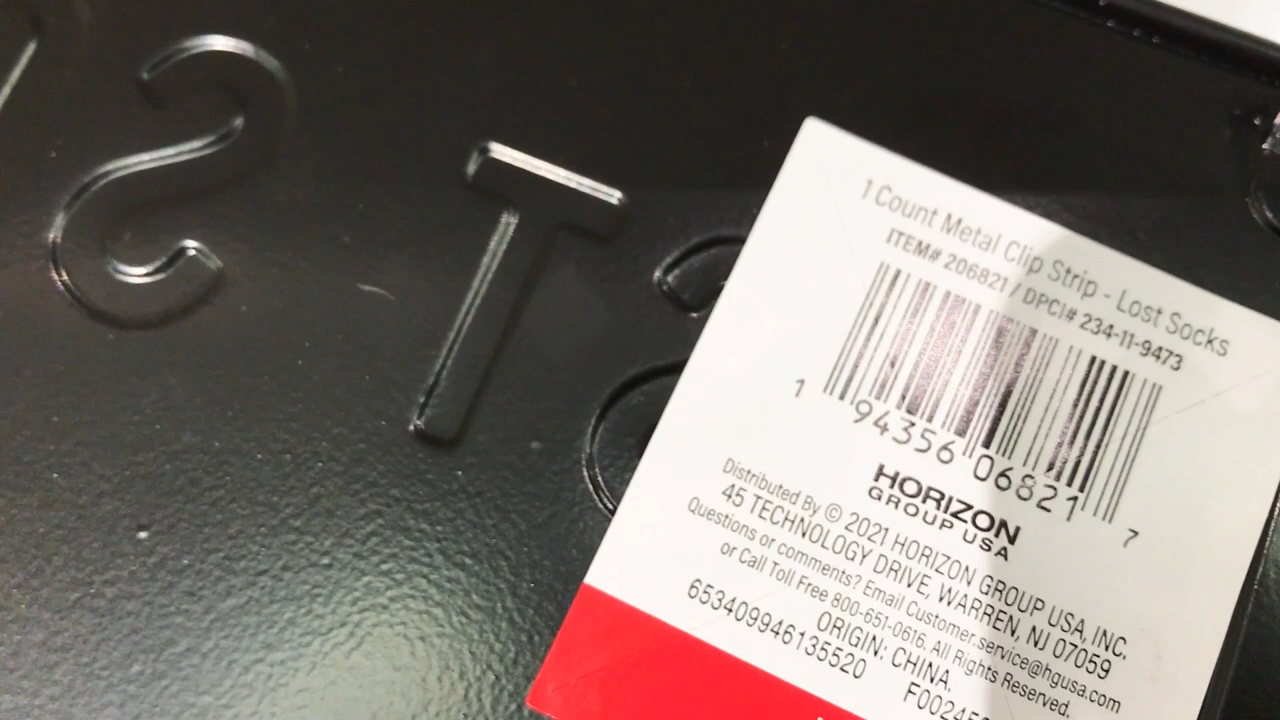 ST
1 Count Metal Clip Strip - Lost Socks
ITEM# 206821 / DPCI# 234-11-9473
1 94356 06821 7
HORIZON
GROUP USA
Distributed By © 2021 HORIZON GROUP USA, INC.
45 TECHNOLOGY DRIVE, WARREN, NJ 07059
Questions or comments? Email Customer.service@hgusa.com
or Call Toll Free 800-651-0616. All Rights Reserved.
ORIGIN: CHINA.
653409946135520